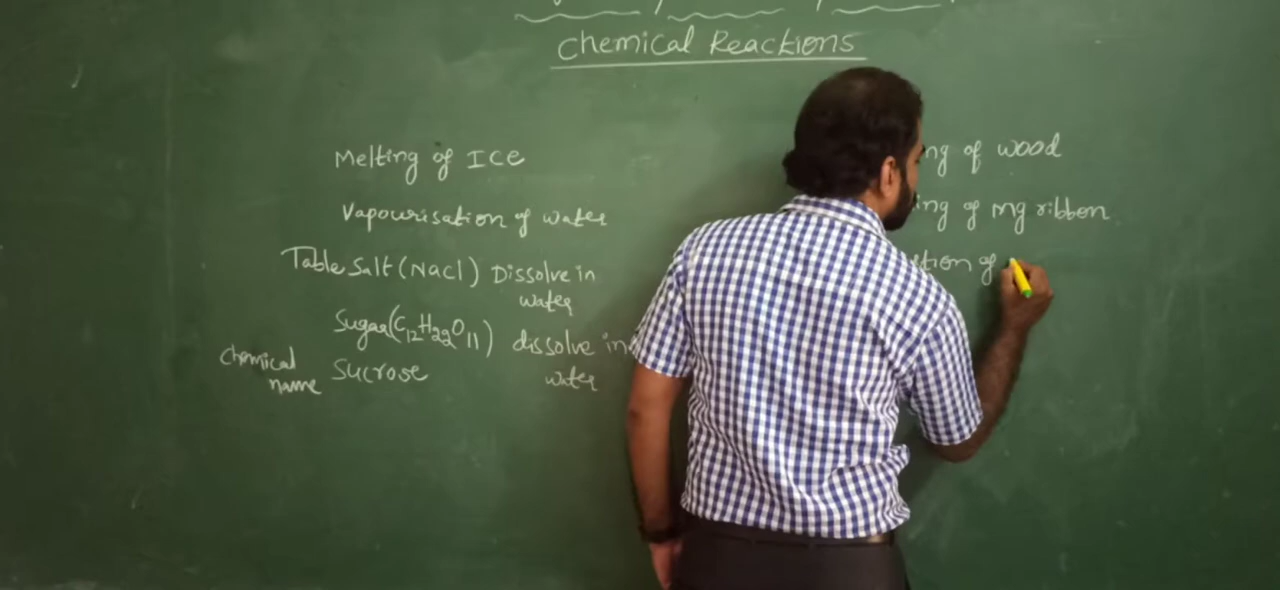 Chemical Reactions
Melting of ICe
Vapourisation of water
Table Salt (NaCl) Dissolve in
water
Sugar (C12H22O11) dissolve in
water
chemical
name
Sucrose
ng of wood
ing of Mg ribbon
tion of